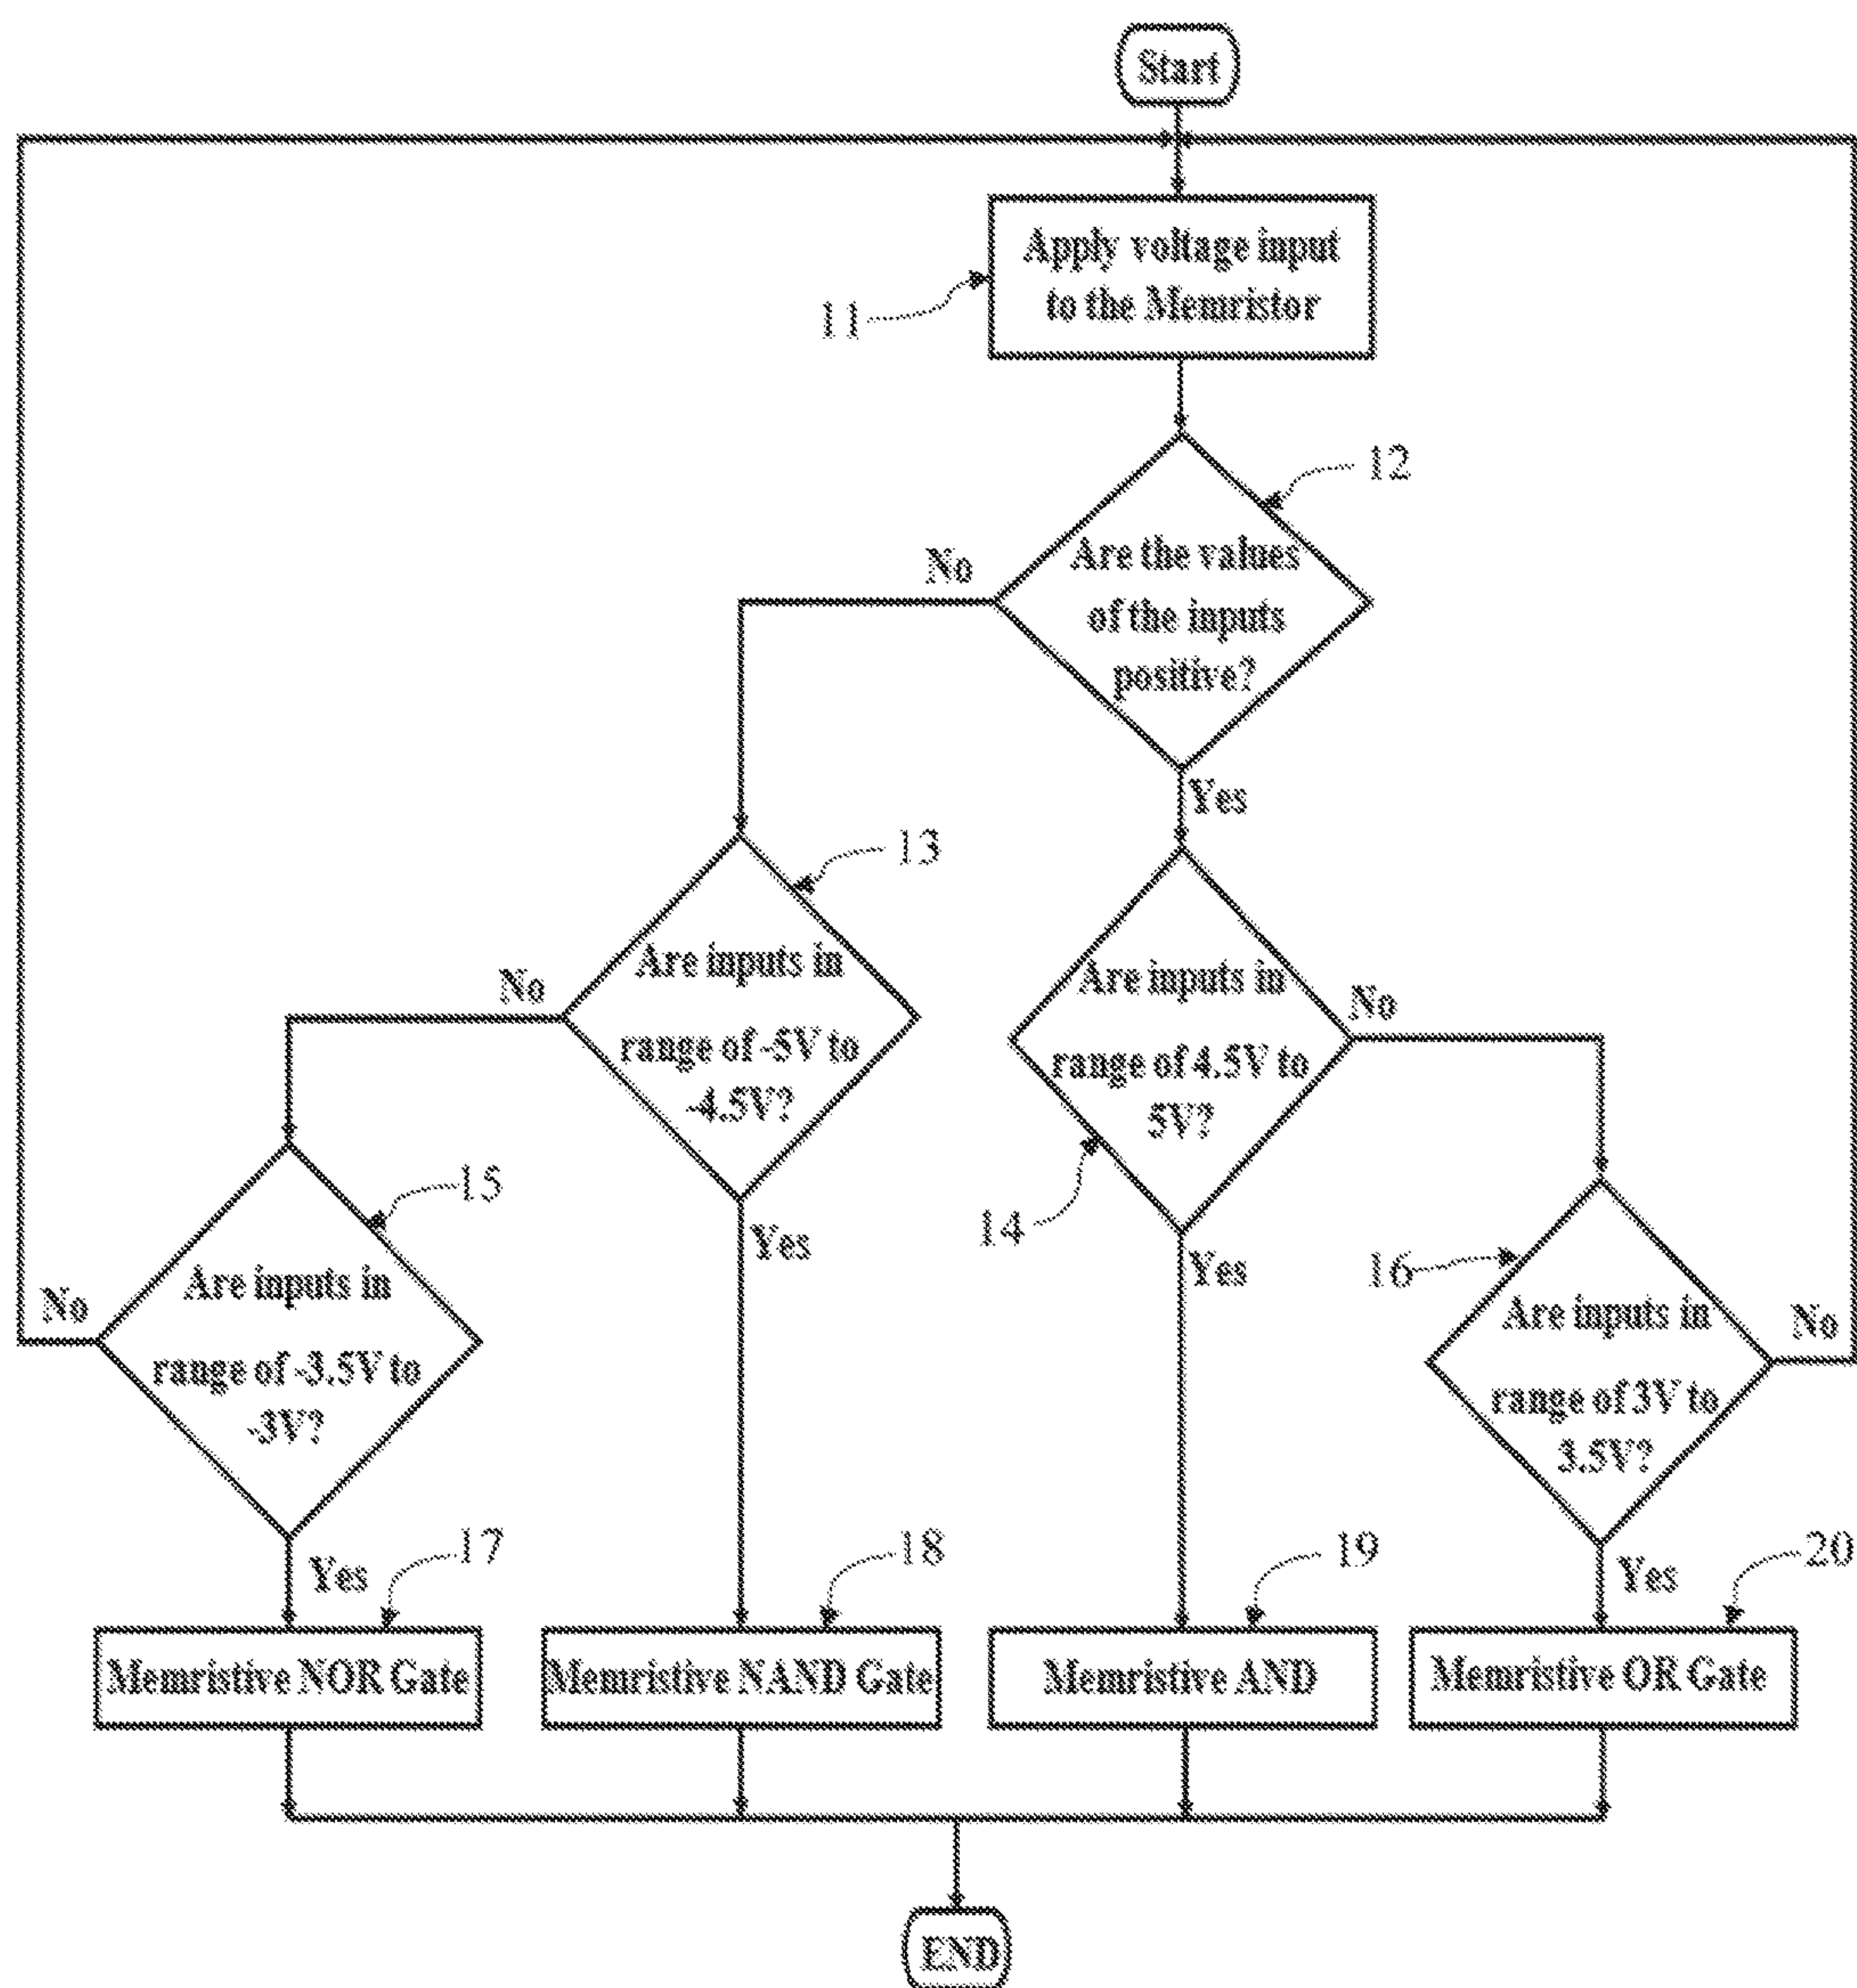 Start
Apply voltage input
to the Memristor
11
12
Are the values
of the inputs
positive?
No
Yes
13
Are inputs in
range of -5V to
-4.5V?
No
Yes
Are inputs in
range of 4.5V to
5V?
No
14
Yes
15
Are inputs in
range of -3.5V to
-3V?
No
Yes
16
Are inputs in
range of 3V to
3.5V?
No
Yes
17
18
19
20
Memristive NOR Gate
Memristive NAND Gate
Memristive AND
Memristive OR Gate
END